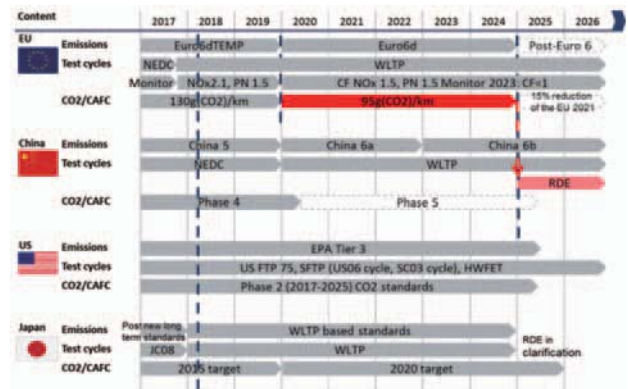 Content
2017 2018 2019 2020 2021 2022 2023 2024 2025 2026
EU
Emissions Euro6dTEMP Euro6d Post-Euro 6
Test cycles NEDC WLTP
Monitor NOx2.1, PN 1.5 CF NOx 1.5, PN 1.5 Monitor 2023: CF=1
CO2/CAFC 130g(CO2)/km 95g(CO2)/km 15% reduction
of the EU 2021
China
Emissions China 5 China 6a China 6b
Test cycles NEDC WLTP
RDE
CO2/CAFC Phase 4 Phase 5
US
Emissions EPA Tier 3
Test cycles US FTP 75, SFTP (US06 cycle, SC03 cycle), HWFET
CO2/CAFC Phase 2 (2017-2025) CO2 standards
Japan
Emissions Post new long
term standards WLTP based standards
RDE in
clarification
Test cycles JC08 WLTP
CO2/CAFC 2015 target 2020 target